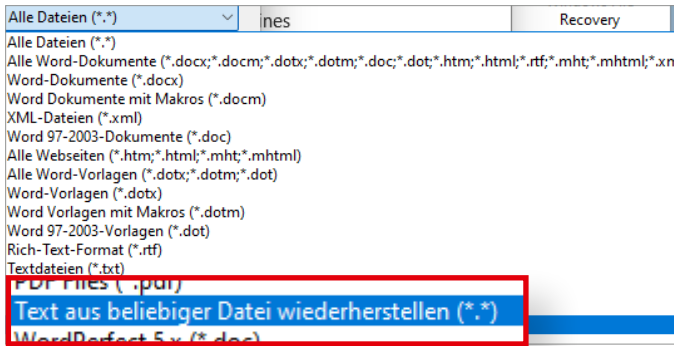 Alle Dateien (*.*)
ines
Recovery
Alle Dateien (*.*)
Alle Word-Dokumente (*.docx;*.docm;*.dotx;*.dotm;*.doc;*.dot;*.htm;*.html;*.rtf;*.mht;*.mhtml;*.xn
Word-Dokumente (*.docx)
Word Dokumente mit Makros (*.docm)
XML-Dateien (*.xml)
Word 97-2003-Dokumente (*.doc)
Alle Webseiten (*.htm;*.html;*.mht;*.mhtml)
Alle Word-Vorlagen (*.dotx;*.dotm;*.dot)
Word-Vorlagen (*.dotx)
Word Vorlagen mit Makros (*.dotm)
Word 97-2003-Vorlagen (*.dot)
Rich-Text-Format (*.rtf)
Textdateien (*.txt)
PDF Files (*.pdf)
Text aus beliebiger Datei wiederherstellen (*.*)
WordPerfect 5.x (*.doc)